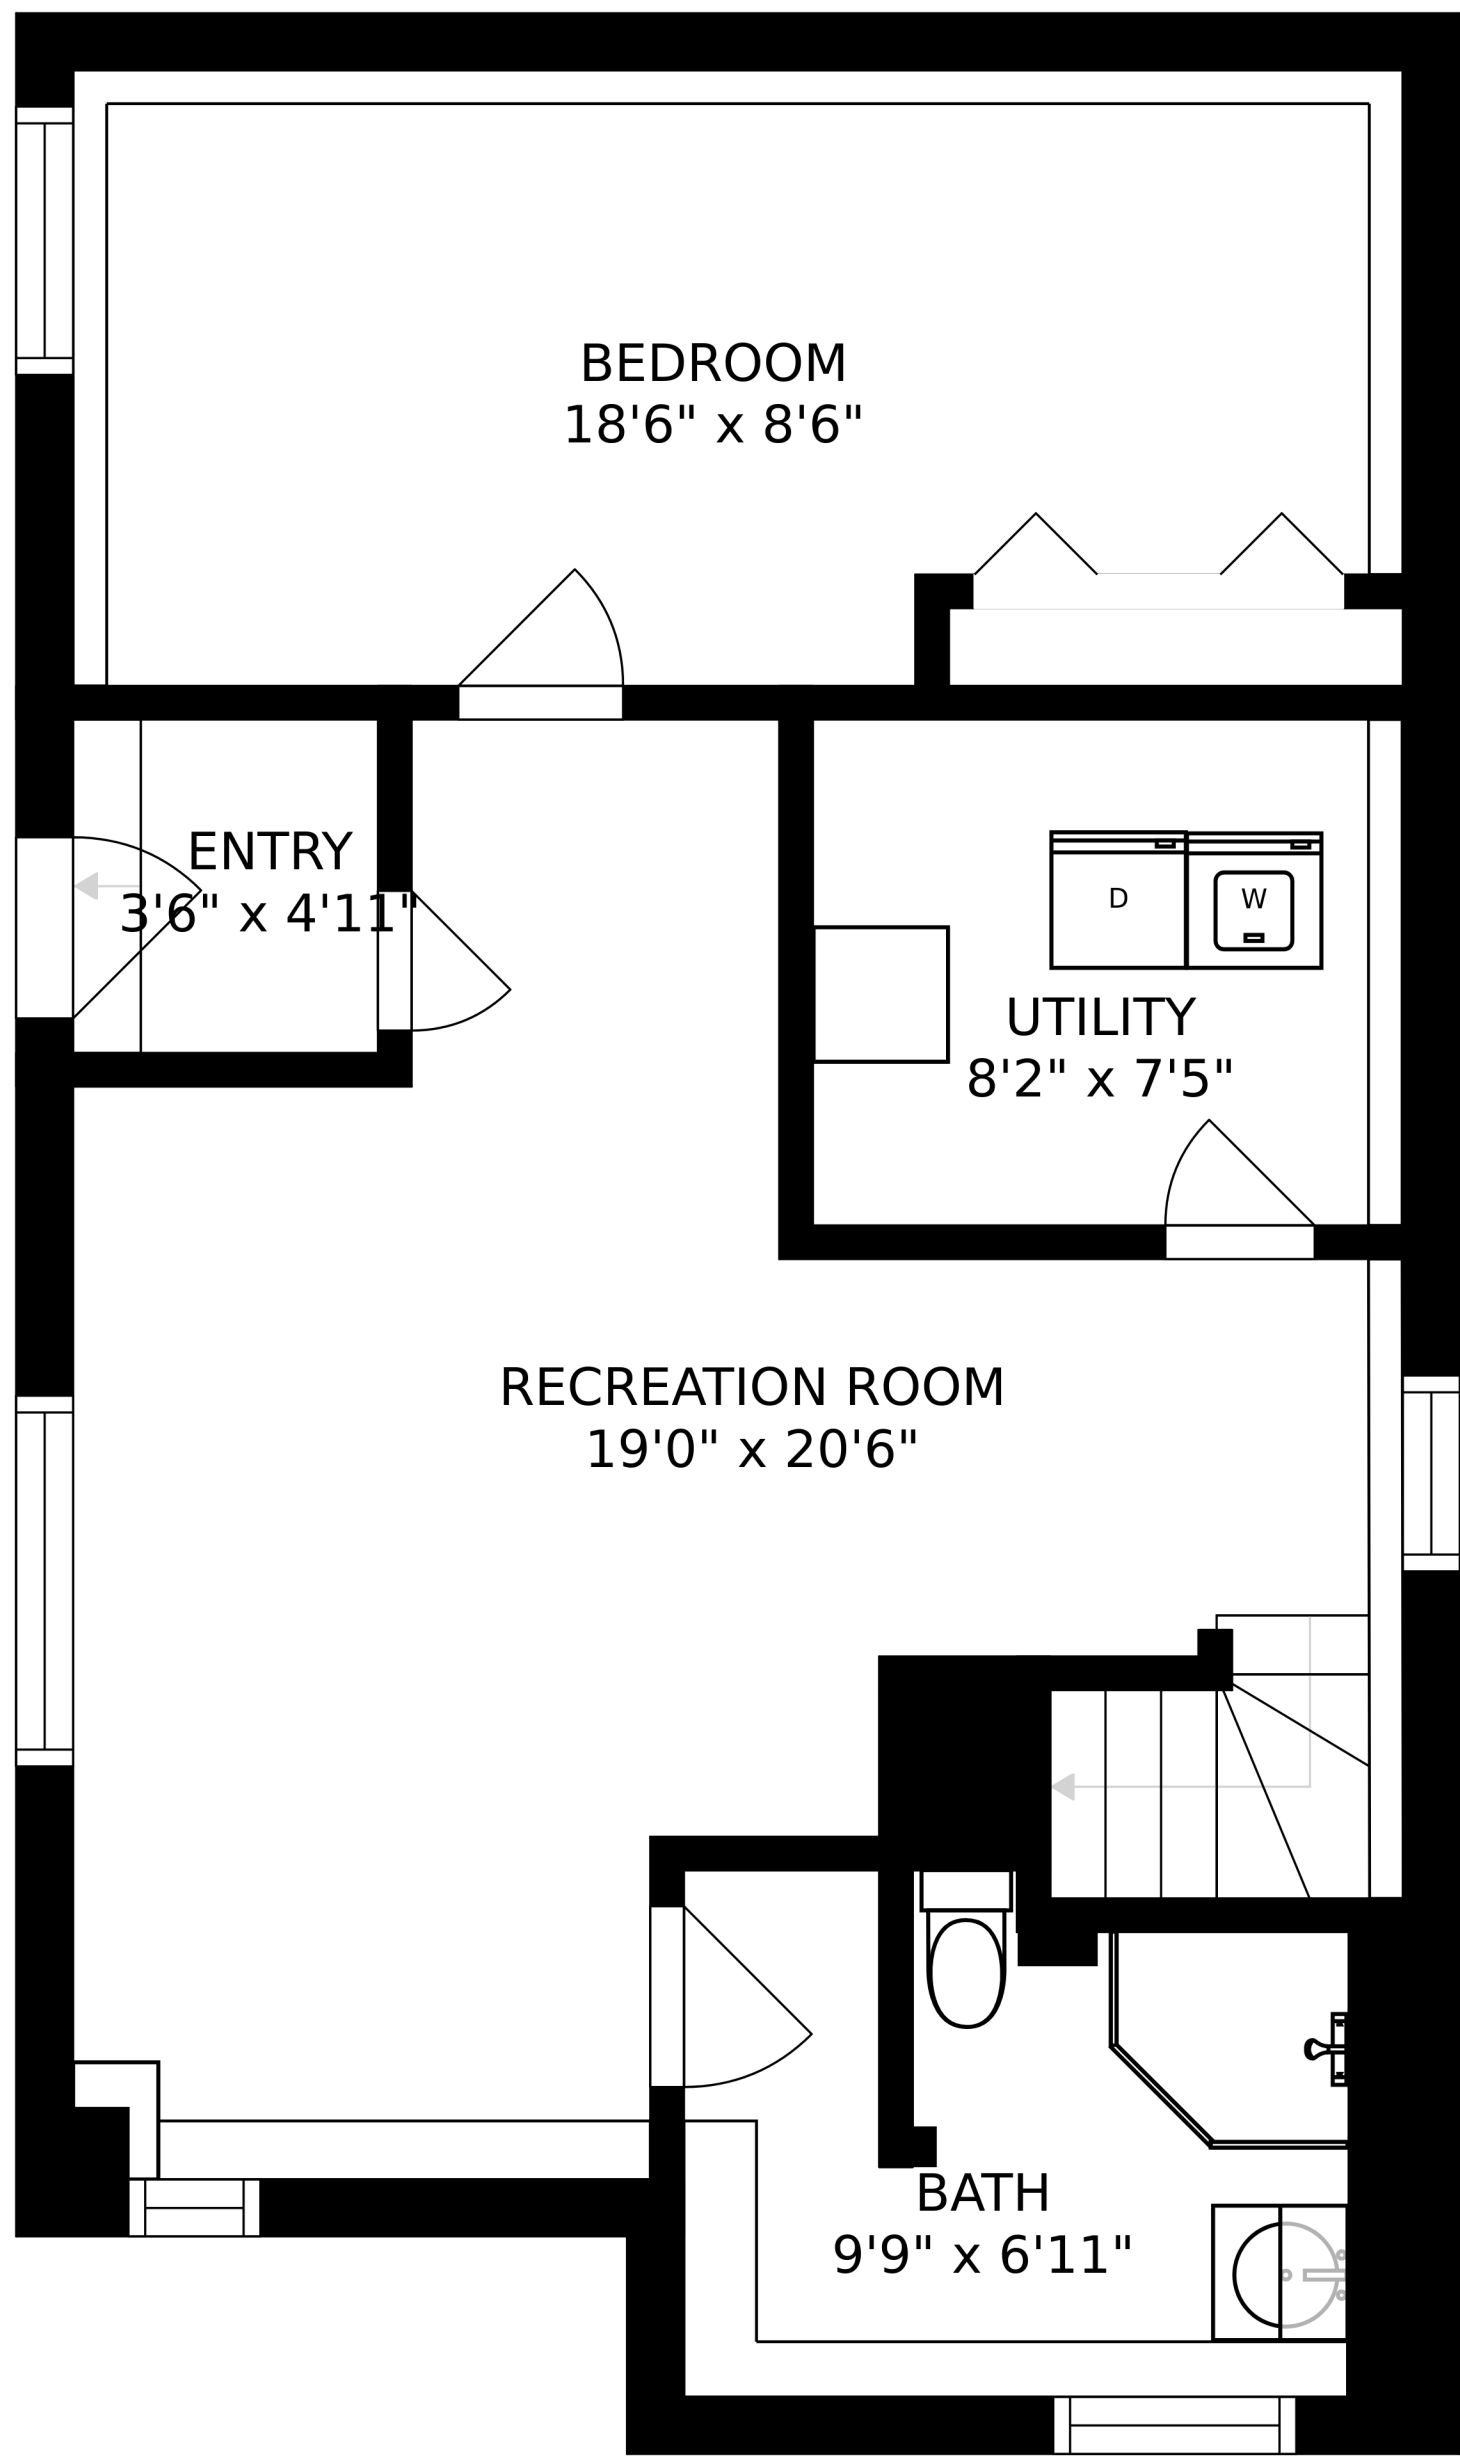 BEDROOM
18'6" x 8'6"
ENTRY
3'6" x 4'11"
D
W
UTILITY
8'2" x 7'5"
RECREATION ROOM
19'0" x 20'6"
BATH
9'9" x 6'11"